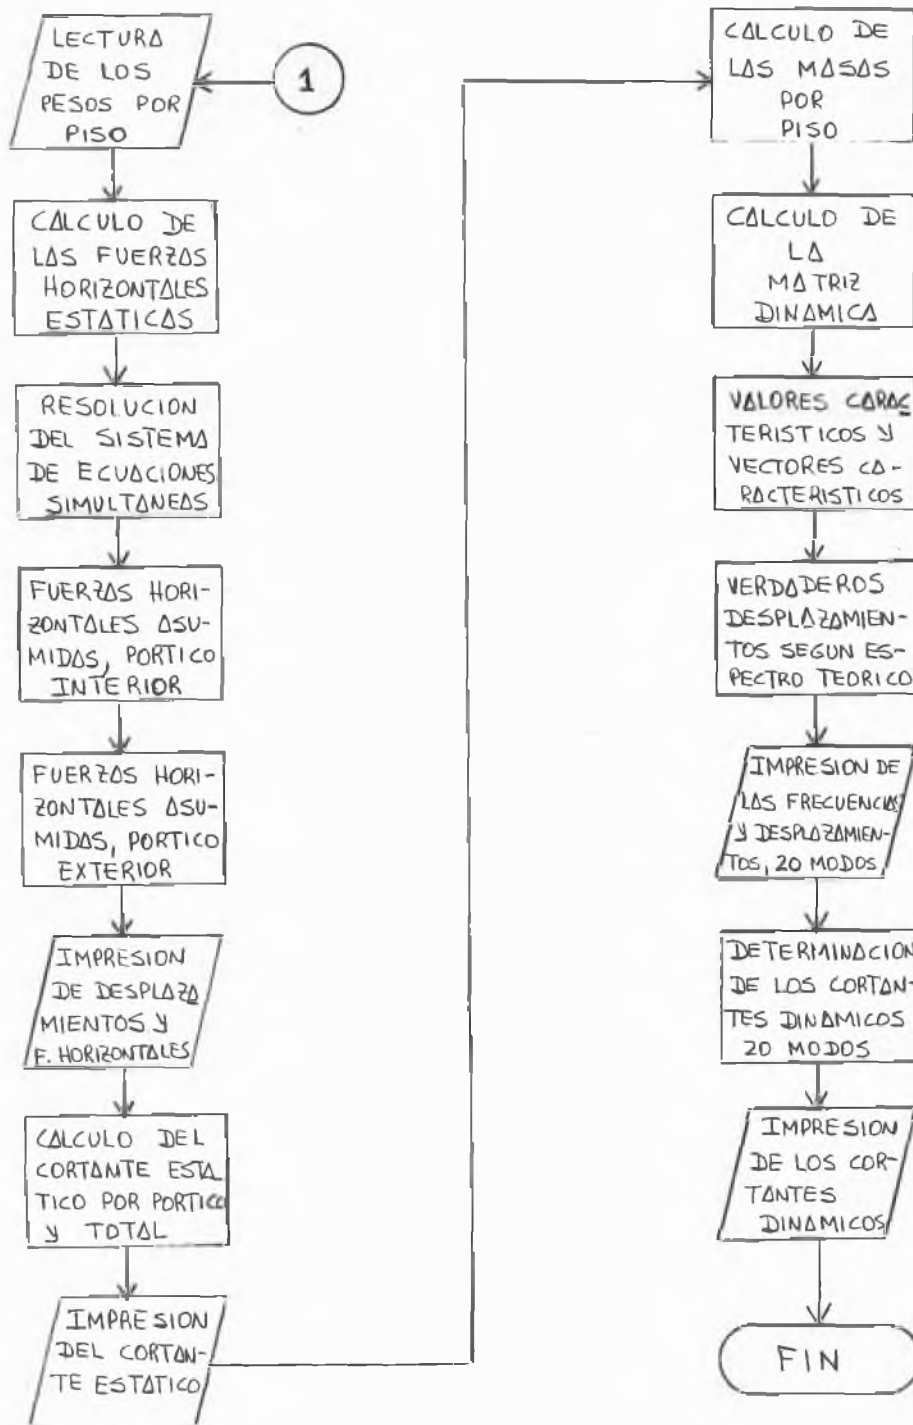 LECTURA
DE LOS
PESOS POR
PISO
1
CALCULO DE
LAS FUERZAS
HORIZONTALES
ESTATICAS
RESOLUCION
DEL SISTEMA
DE ECUACIONES
SIMULTANEAS
FUERZAS HORI-
ZONTALES ASU-
MIDAS, PORTICO
INTERIOR
FUERZAS HORI-
ZONTALES ASU-
MIDAS, PORTICO
EXTERIOR
IMPRESION
DE DESPLAZA
MIENTOS Y
F. HORIZONTALES
CALCULO DEL
CORTANTE ESTA
TICO POR PORTICO
Y TOTAL
IMPRESION
DEL CORTAN-
TE ESTATICO
CALCULO DE
LAS MASAS
POR
PISO
CALCULO DE
LA
MATRIZ
DINAMICA
VALORES CARAC
TERISTICOS Y
VECTORES CA-
RACTERISTICOS
VERDADEROS
DESPLAZAMIEN-
TOS SEGUN ES-
PECTRO TEORICO
IMPRESION DE
LAS FRECUENCIAS
Y DESPLAZAMIEN-
TOS, 20 MODOS
DETERMINACION
DE LOS CORTAN-
TES DINAMICOS
20 MODOS
IMPRESION
DE LOS COR-
TANTES
DINAMICOS
FIN